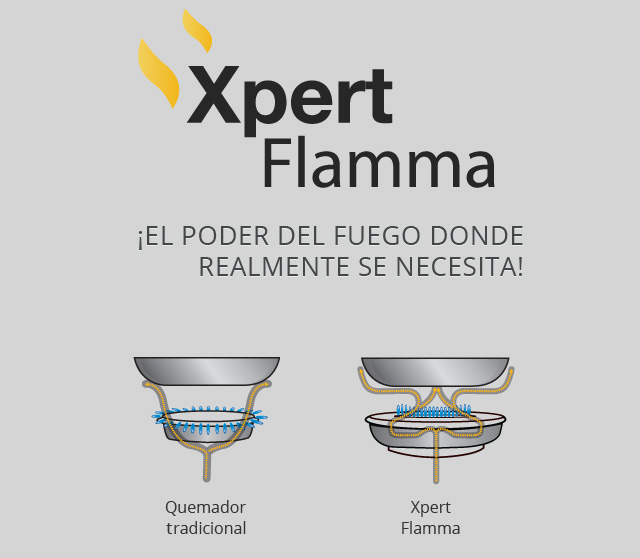 Xpert
Flamma
¡EL PODER DEL FUEGO DONDE
REALMENTE SE NECESITA!
Quemador
tradicional
Xpert
Flamma